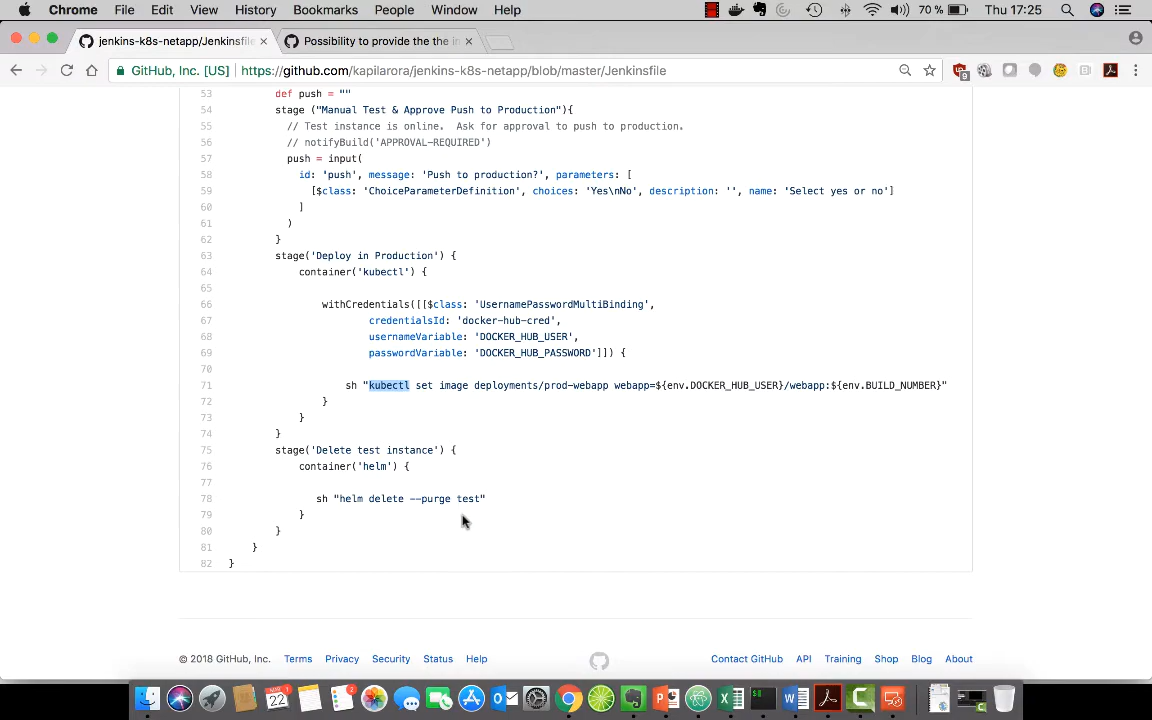 Chrome File Edit View History Bookmarks People Window Help 70 % Thu 17:25
jenkins-k8s-netapp/Jenkinsfile Possibility to provide the the in
GitHub, Inc. [US] https://github.com/kapilarora/jenkins-k8s-netapp/blob/master/Jenkinsfile 9
53 def push = ""
54 stage ("Manual Test & Approve Push to Production"){
55 // Test instance is online. Ask for approval to push to production.
56 // notifyBuild('APPROVAL-REQUIRED')
57 push = input(
58 id: 'push', message: 'Push to production?', parameters: [
59 [$class: 'ChoiceParameterDefinition', choices: 'Yes\nNo', description: '', name: 'Select yes or no']
60 ]
61 )
62 }
63 stage('Deploy in Production') {
64 container('kubectl') {
65
66 withCredentials([[$class: 'UsernamePasswordMultiBinding',
67 credentialsId: 'docker-hub-cred',
68 usernameVariable: 'DOCKER_HUB_USER',
69 passwordVariable: 'DOCKER_HUB_PASSWORD']]) {
70
71 sh "kubectl set image deployments/prod-webapp webapp=${env.DOCKER_HUB_USER}/webapp:${env.BUILD_NUMBER}"
72 }
73 }
74 }
75 stage('Delete test instance') {
76 container('helm') {
77
78 sh "helm delete --purge test"
79 }
80 }
81 }
82 }
© 2018 GitHub, Inc. Terms Privacy Security Status Help Contact GitHub API Training Shop Blog About
22